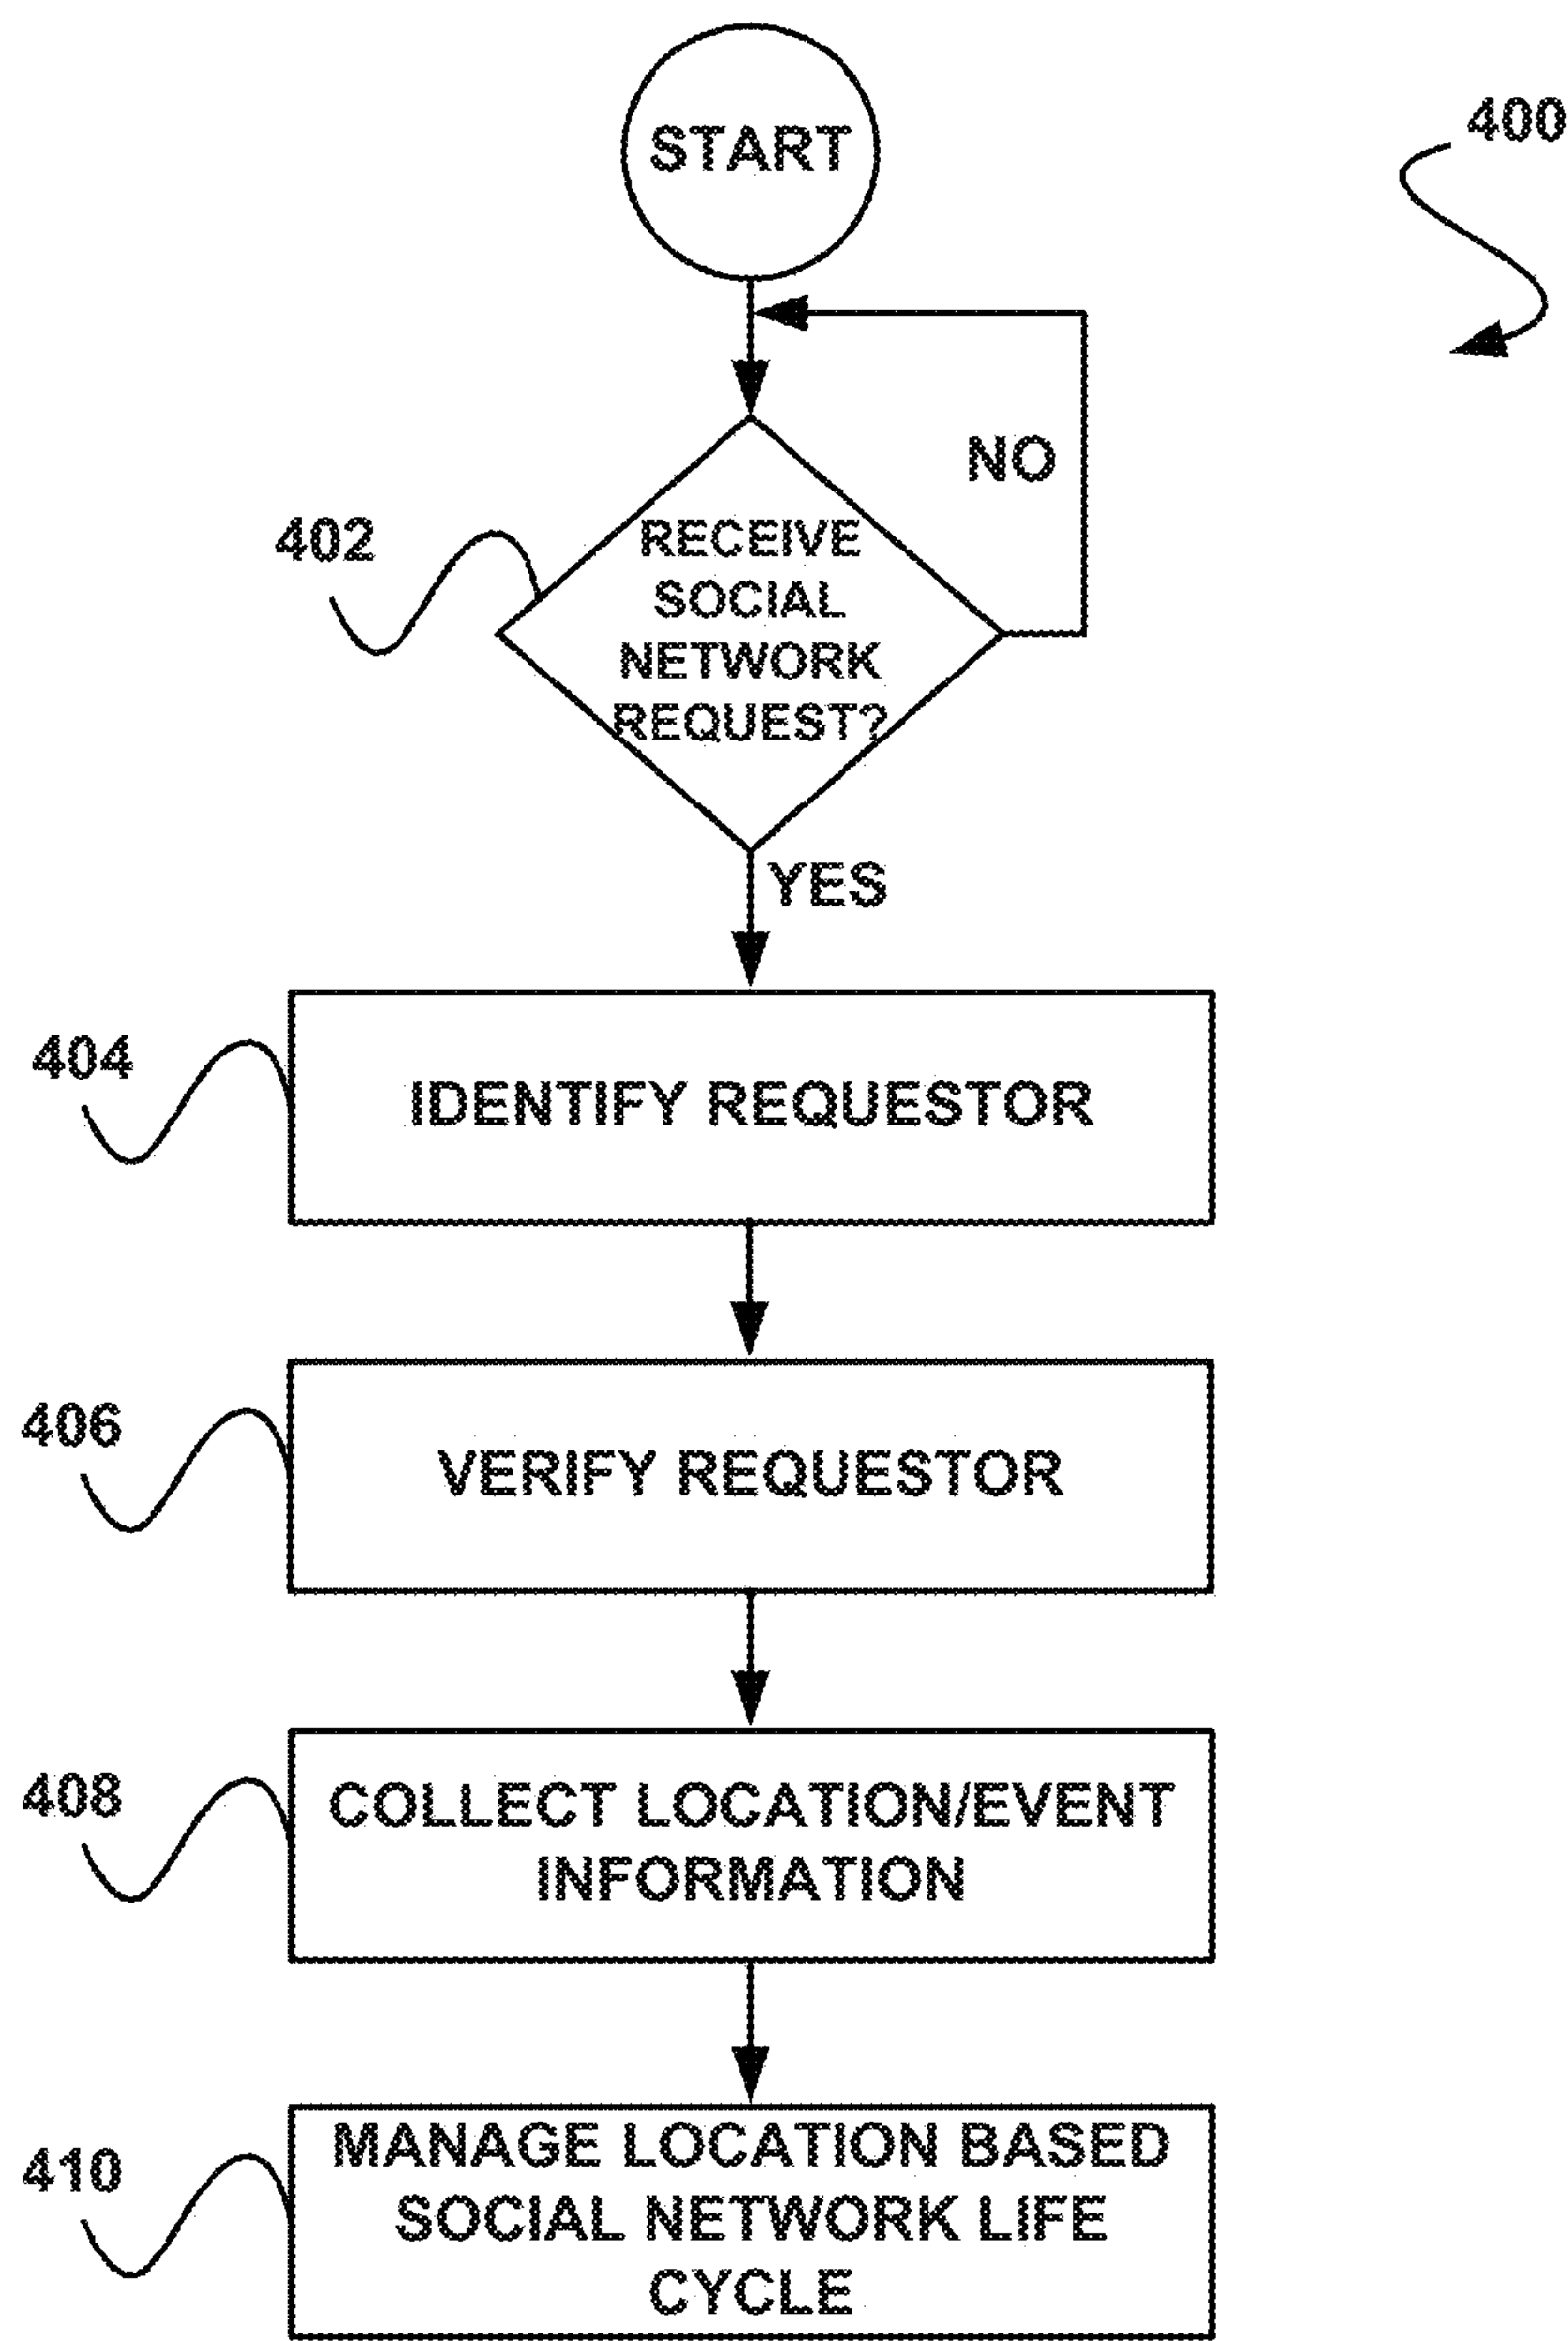 START
400
NO
402
RECEIVE
SOCIAL
NETWORK
REQUEST?
YES
404
IDENTIFY REQUESTOR
406
VERIFY REQUESTOR
408
COLLECT LOCATION/EVENT
INFORMATION
410
MANAGE LOCATION BASED
SOCIAL NETWORK LIFE
CYCLE